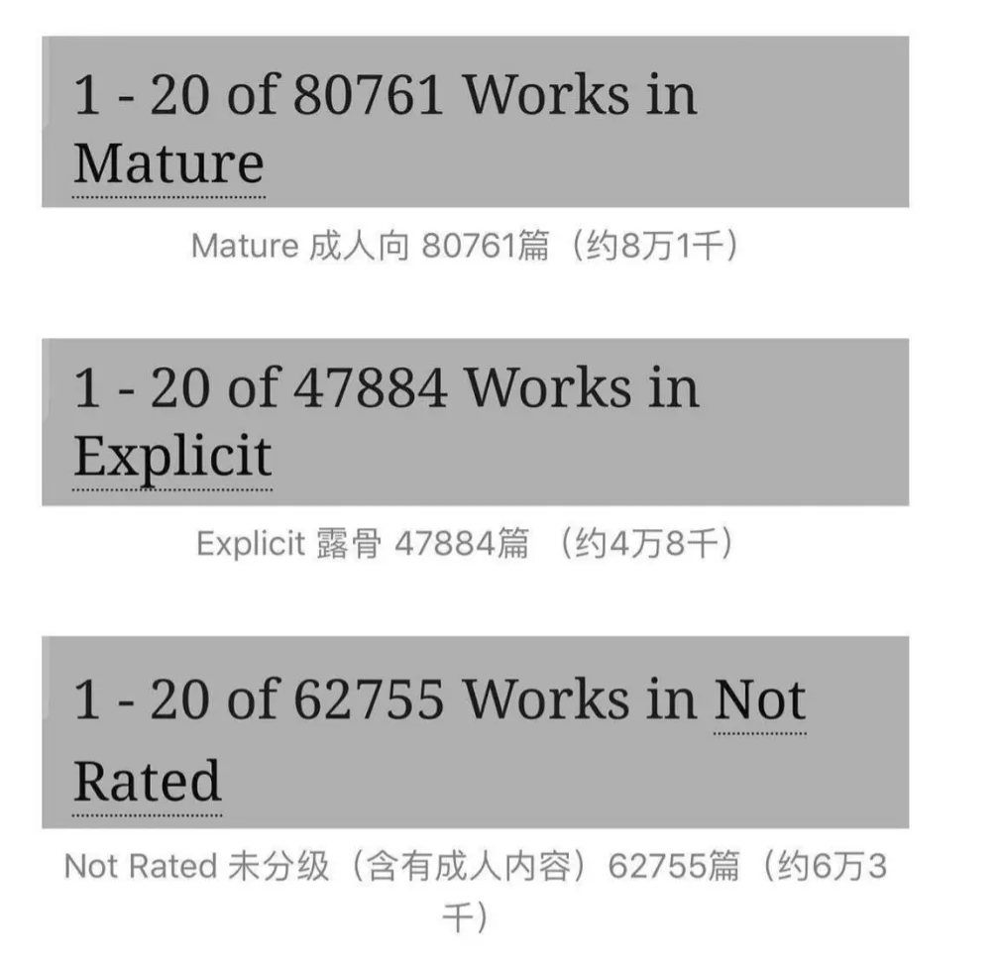 1 - 20 of 80761 Works in
Mature
Mature 成人向 80761篇（约8万1千）
1 - 20 of 47884 Works in
Explicit
Explicit 露骨 47884篇 （约4万8千）
1 - 20 of 62755 Works in Not
Rated
Not Rated 未分级（含有成人内容）62755篇（约6万3
千）